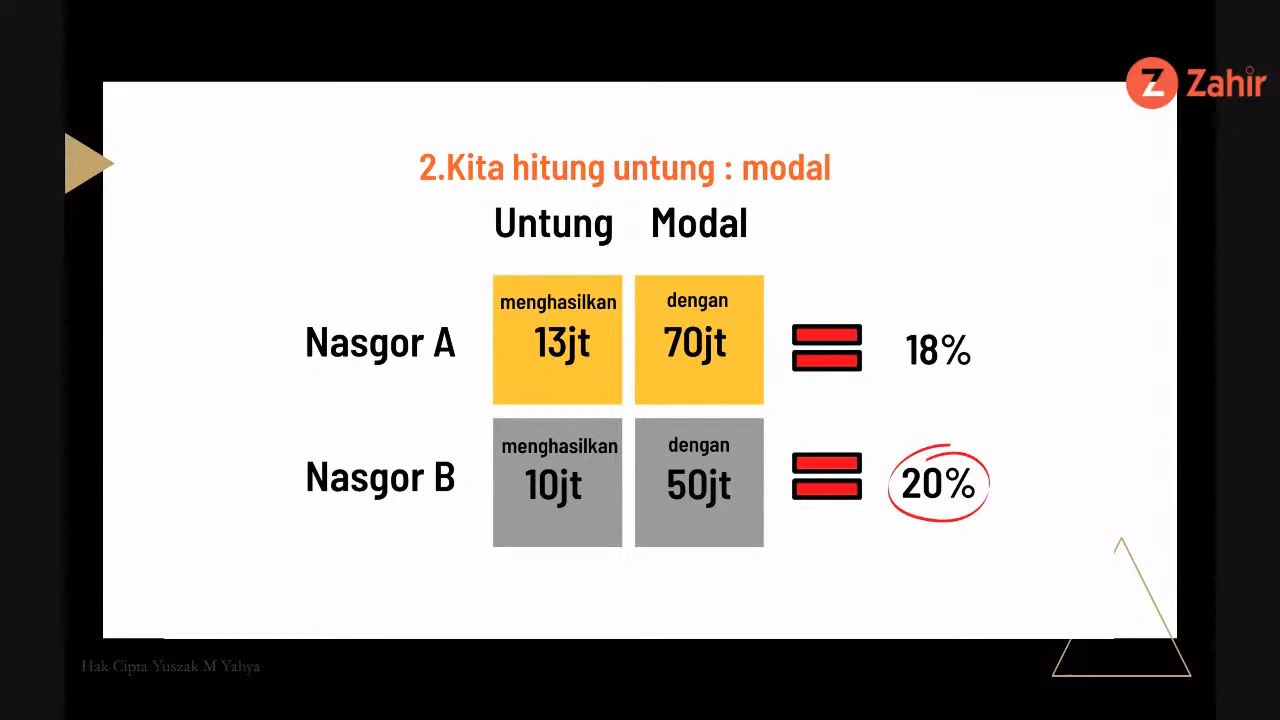 Zahir
2.Kita hitung untung : modal
Untung Modal
menghasilkan dengan
Nasgor A 13jt 70jt 18%
menghasilkan dengan
Nasgor B 10jt 50jt 20%
Hak Cipta Yuszak M Yahya